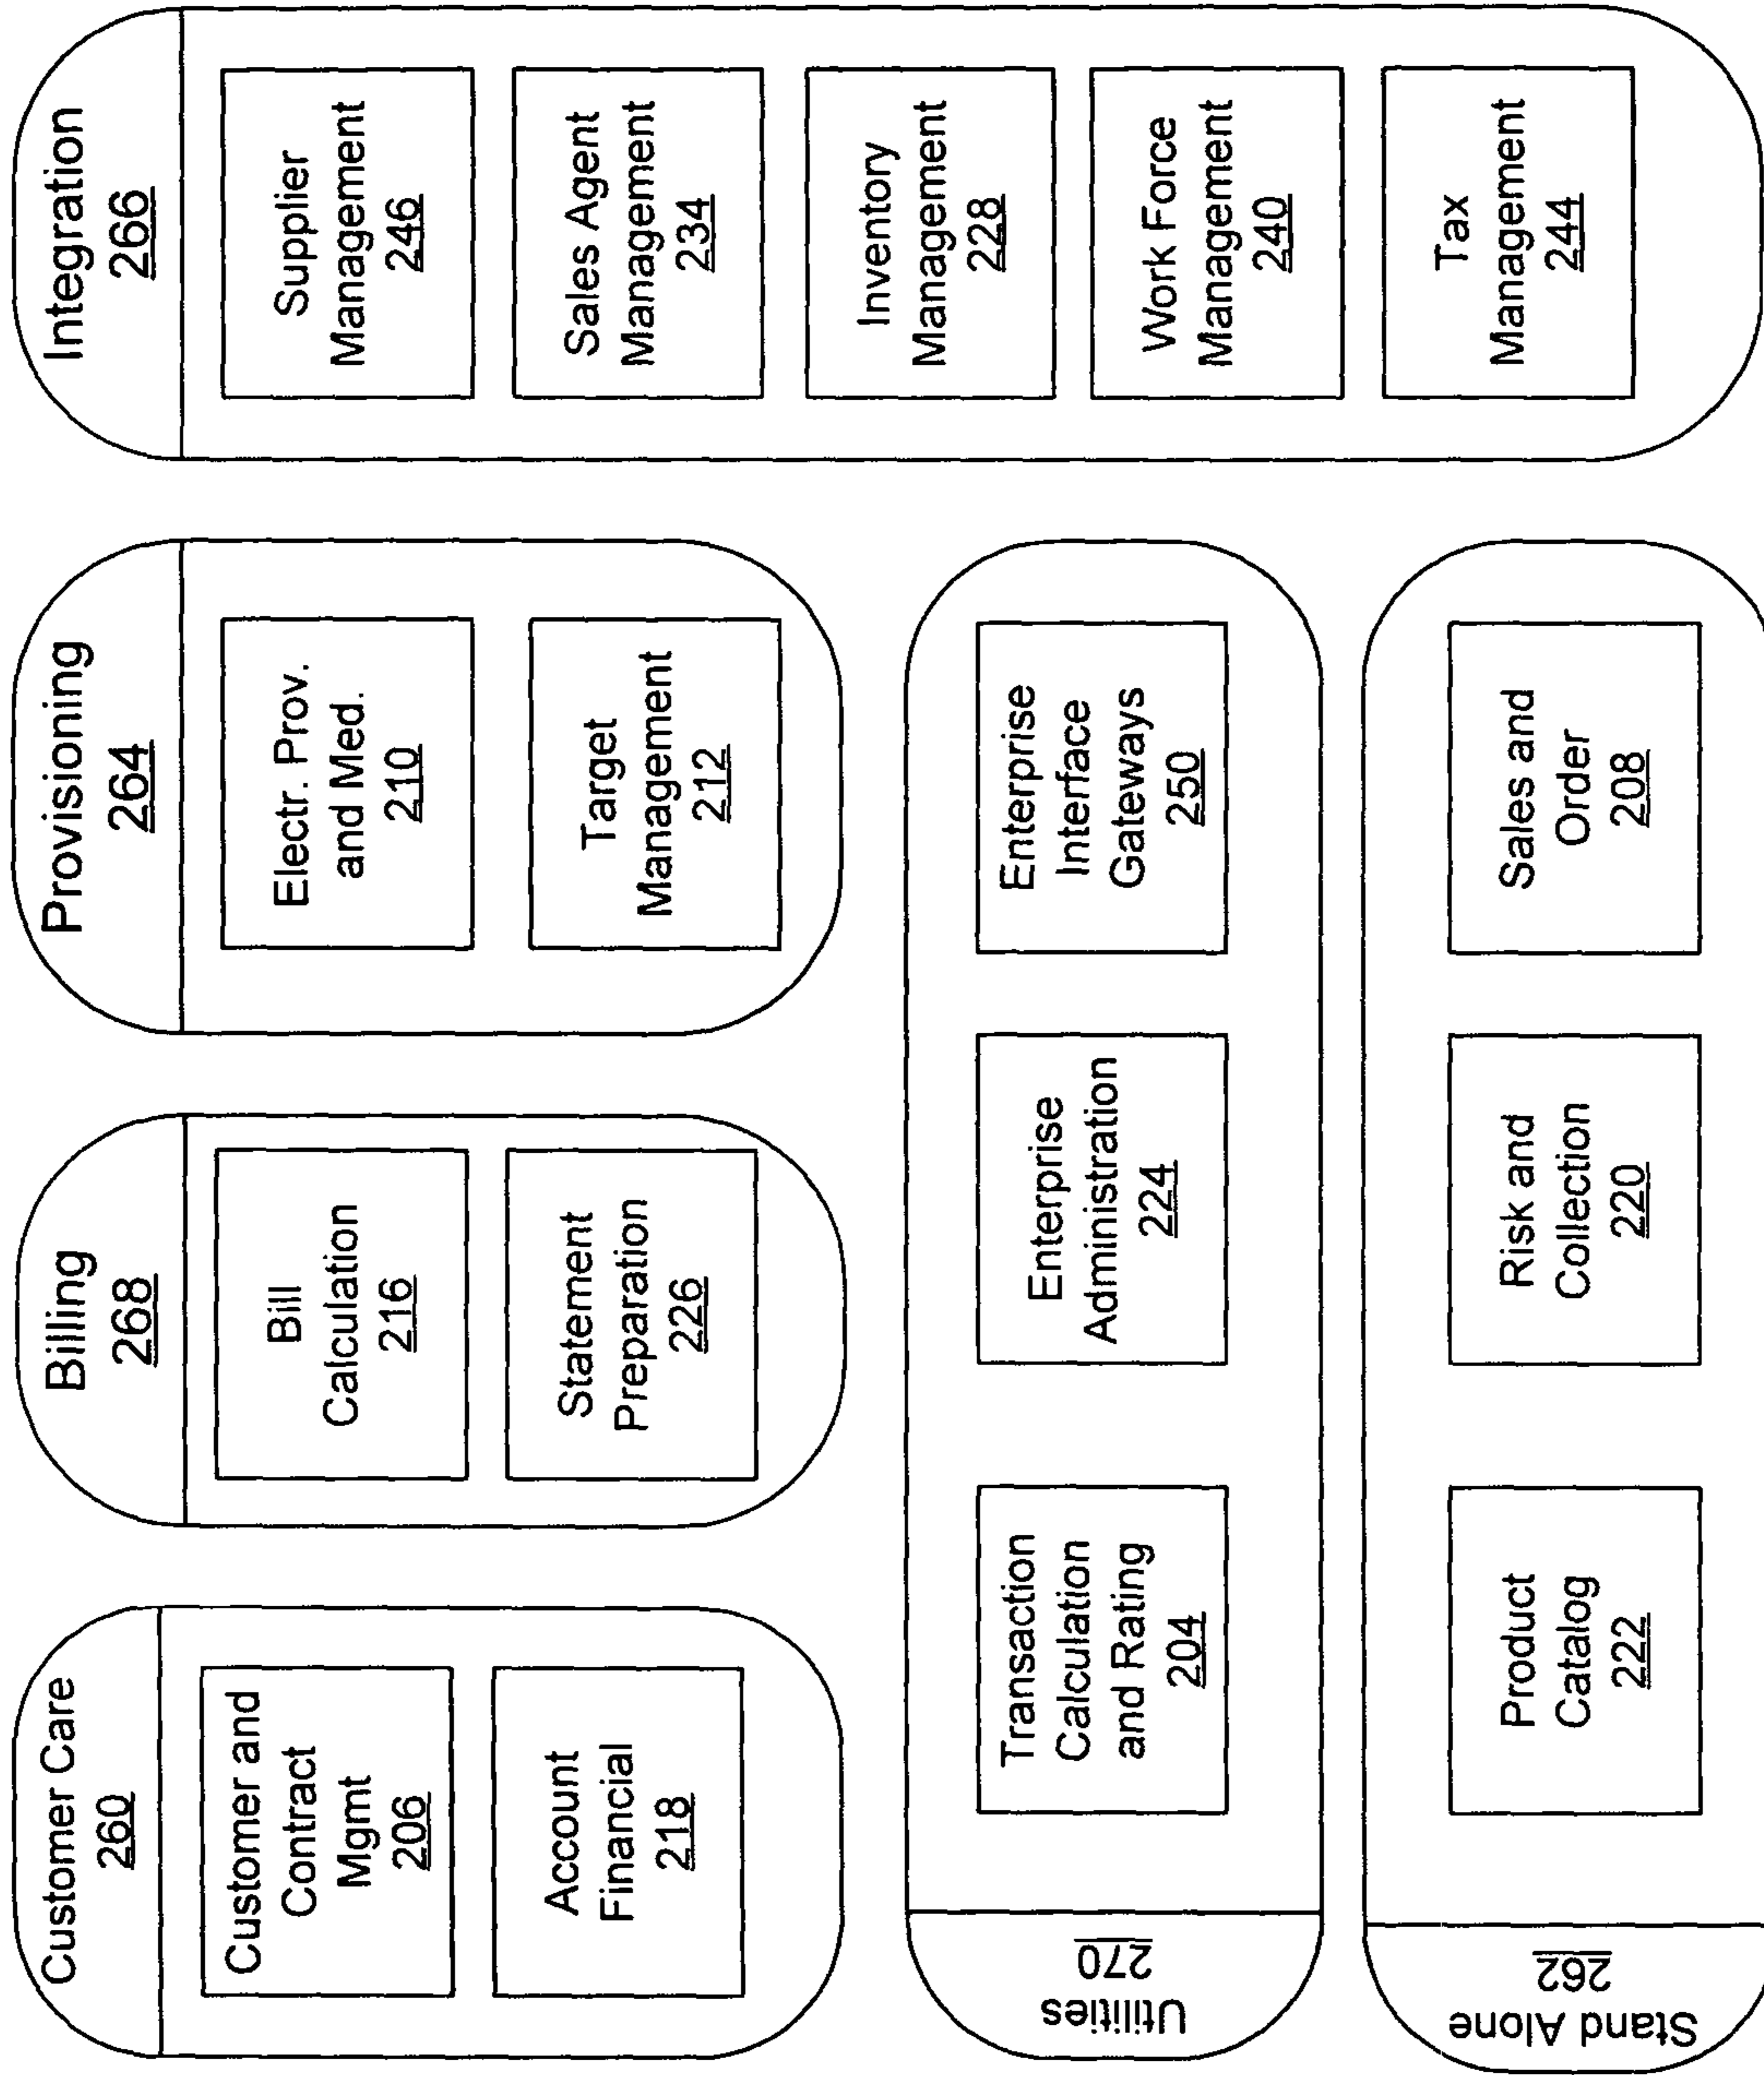 Customer Care
260
Customer and
Contract
Mgmt
206
Account
Financial
218
Billing
268
Bill
Calculation
216
Statement
Preparation
226
Provisioning
264
Electr. Prov.
and Med.
210
Target
Management
212
Integration
266
Supplier
Management
246
Sales Agent
Management
234
Inventory
Management
228
Work Force
Management
240
Tax
Management
244
Utilities
270
Transaction
Calculation
and Rating
204
Enterprise
Administration
224
Enterprise
Interface
Gateways
250
Stand Alone
262
Product
Catalog
222
Risk and
Collection
220
Sales and
Order
208